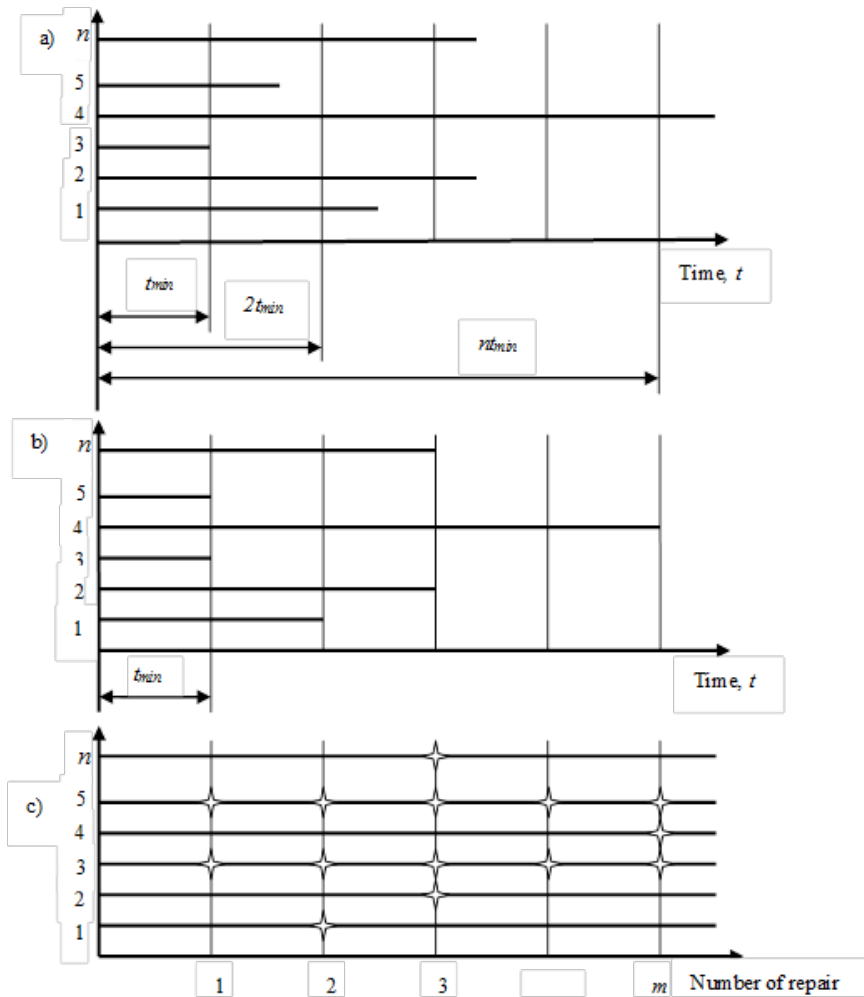 a)
n
5
4
3
2
1
Time, t
tmin
2tmin
ntmin
b)
n
5
4
3
2
1
tmin
Time, t
c)
n
5
4
3
2
1
1 2 3 m Number of repair